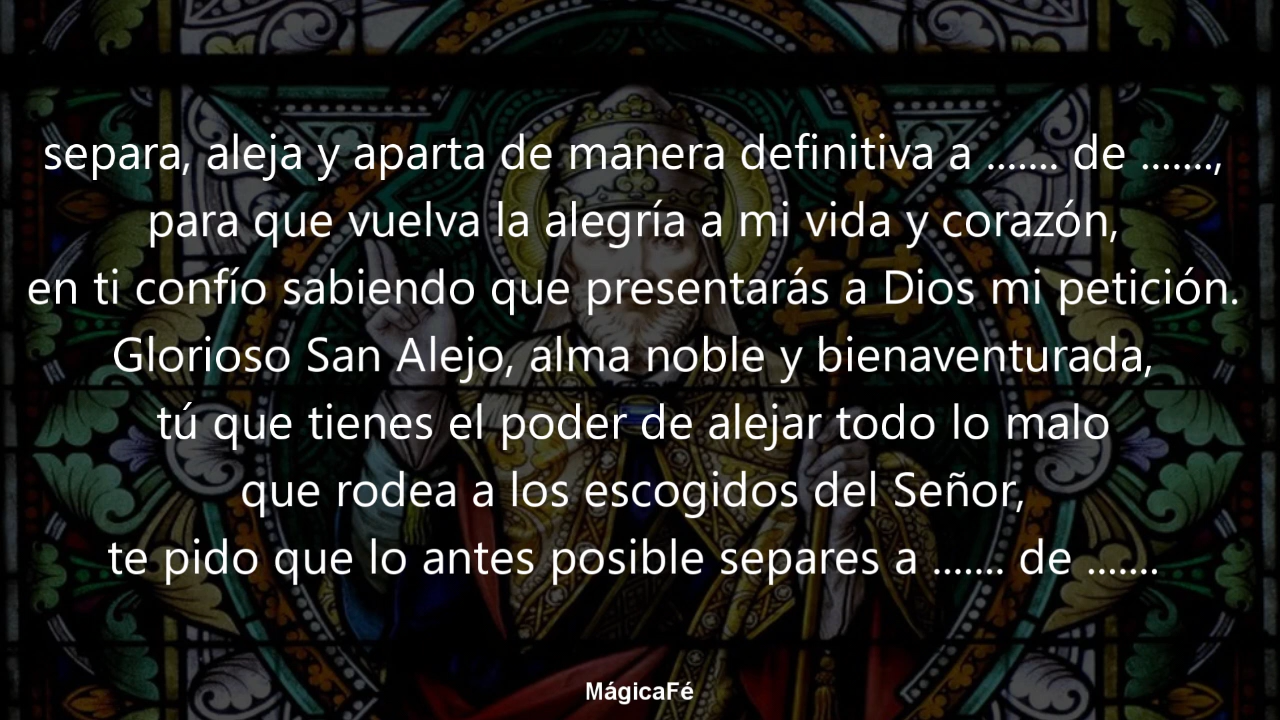 separa, aleja y aparta de manera definitiva a ....... de .......,
para que vuelva la alegría a mi vida y corazón,
en ti confío sabiendo que presentarás a Dios mi petición.
Glorioso San Alejo, alma noble y bienaventurada,
tú que tienes el poder de alejar todo lo malo
que rodea a los escogidos del Señor,
te pido que lo antes posible separes a ....... de .......
MágicaFé